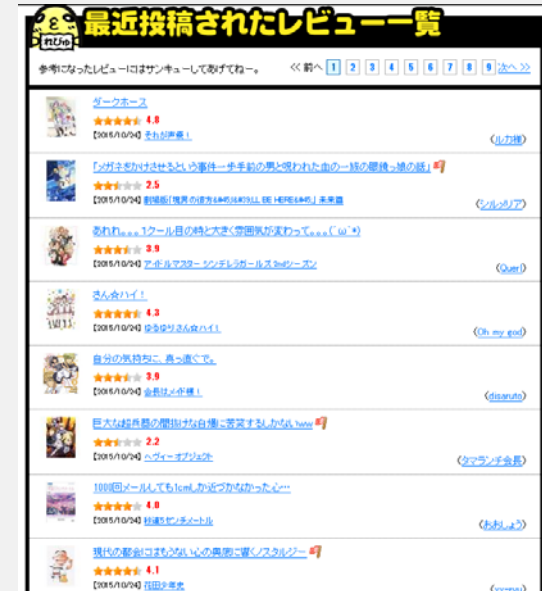 れびゅ
最近投稿されたレビュー一覧
参考になったレビューにはサンキューしてあげてねー。
≪ 前へ 1 2 3 4 5 6 7 8 9 次へ ≫
ダークホース
4.8
【2015/10/24】 それが声優!
(ルカ様)
「メガネをかけさせるという事件一歩手前の男と呪われた血の一族の眼鏡っ娘の話」
2.5
【2015/10/24】 劇場版「境界の彼方&#45;I&#39;LL BE HERE&#45;」 未来篇
(シルメリア)
あれれ。。。1クール目の時と大きく雰囲気が変わって。。。(´ω`*)
3.9
【2015/10/24】 アイドルマスター シンデレラガールズ 2ndシーズン
(Queri)
さん☆ハイ!
4.3
【2015/10/24】 ゆるゆり さん☆ハイ!
(Oh my god)
自分の気持ちに、真っ直ぐで。
3.9
【2015/10/24】 会長はメイド様!
(disaruto)
巨大な超兵器の間抜けな自爆に苦笑するしかないww
2.2
【2015/10/24】 ヘヴィーオブジェクト
(タマランチ会長)
1000回メールしても1cmしか近づかなかった心…
4.0
【2015/10/24】 秒速5センチメートル
(おおしょう)
現代の都会にはもうない心の奥底に響くノスタルジー
4.1
【2015/10/24】 花田少年史